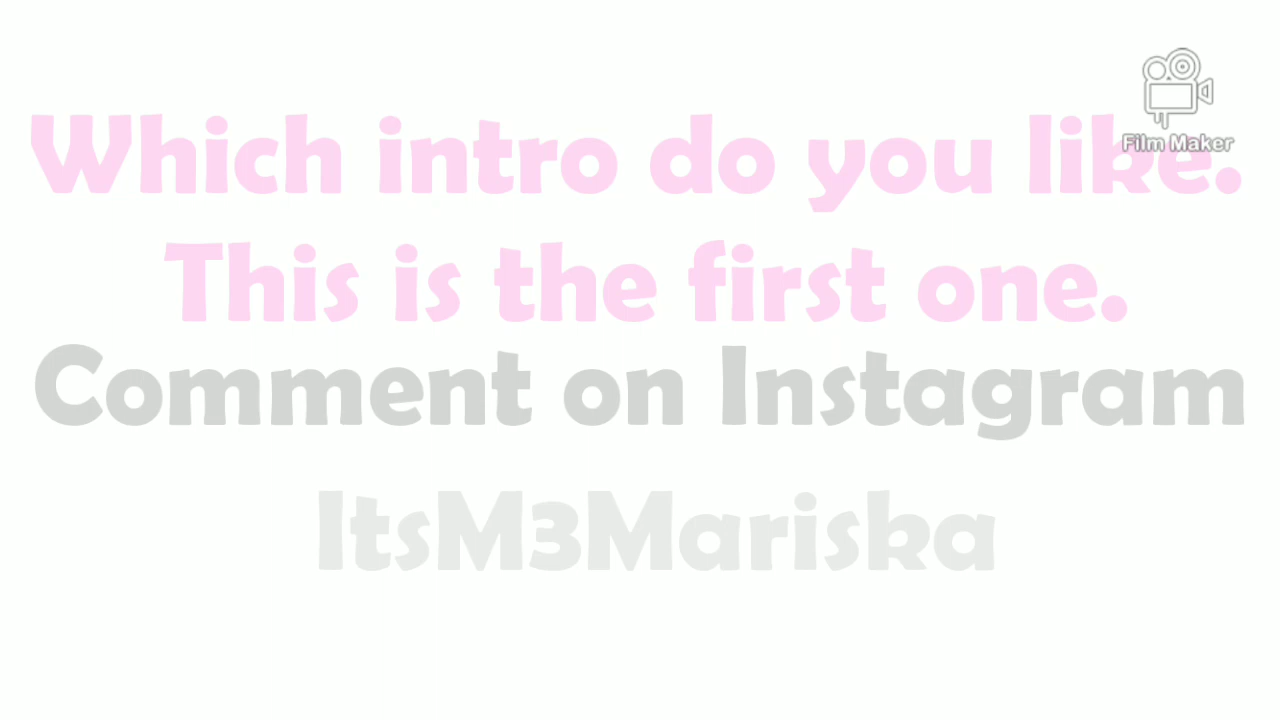 Which intro do you like.
Film Maker
This is the first one.
Comment on Instagram
ItsM3Mariska